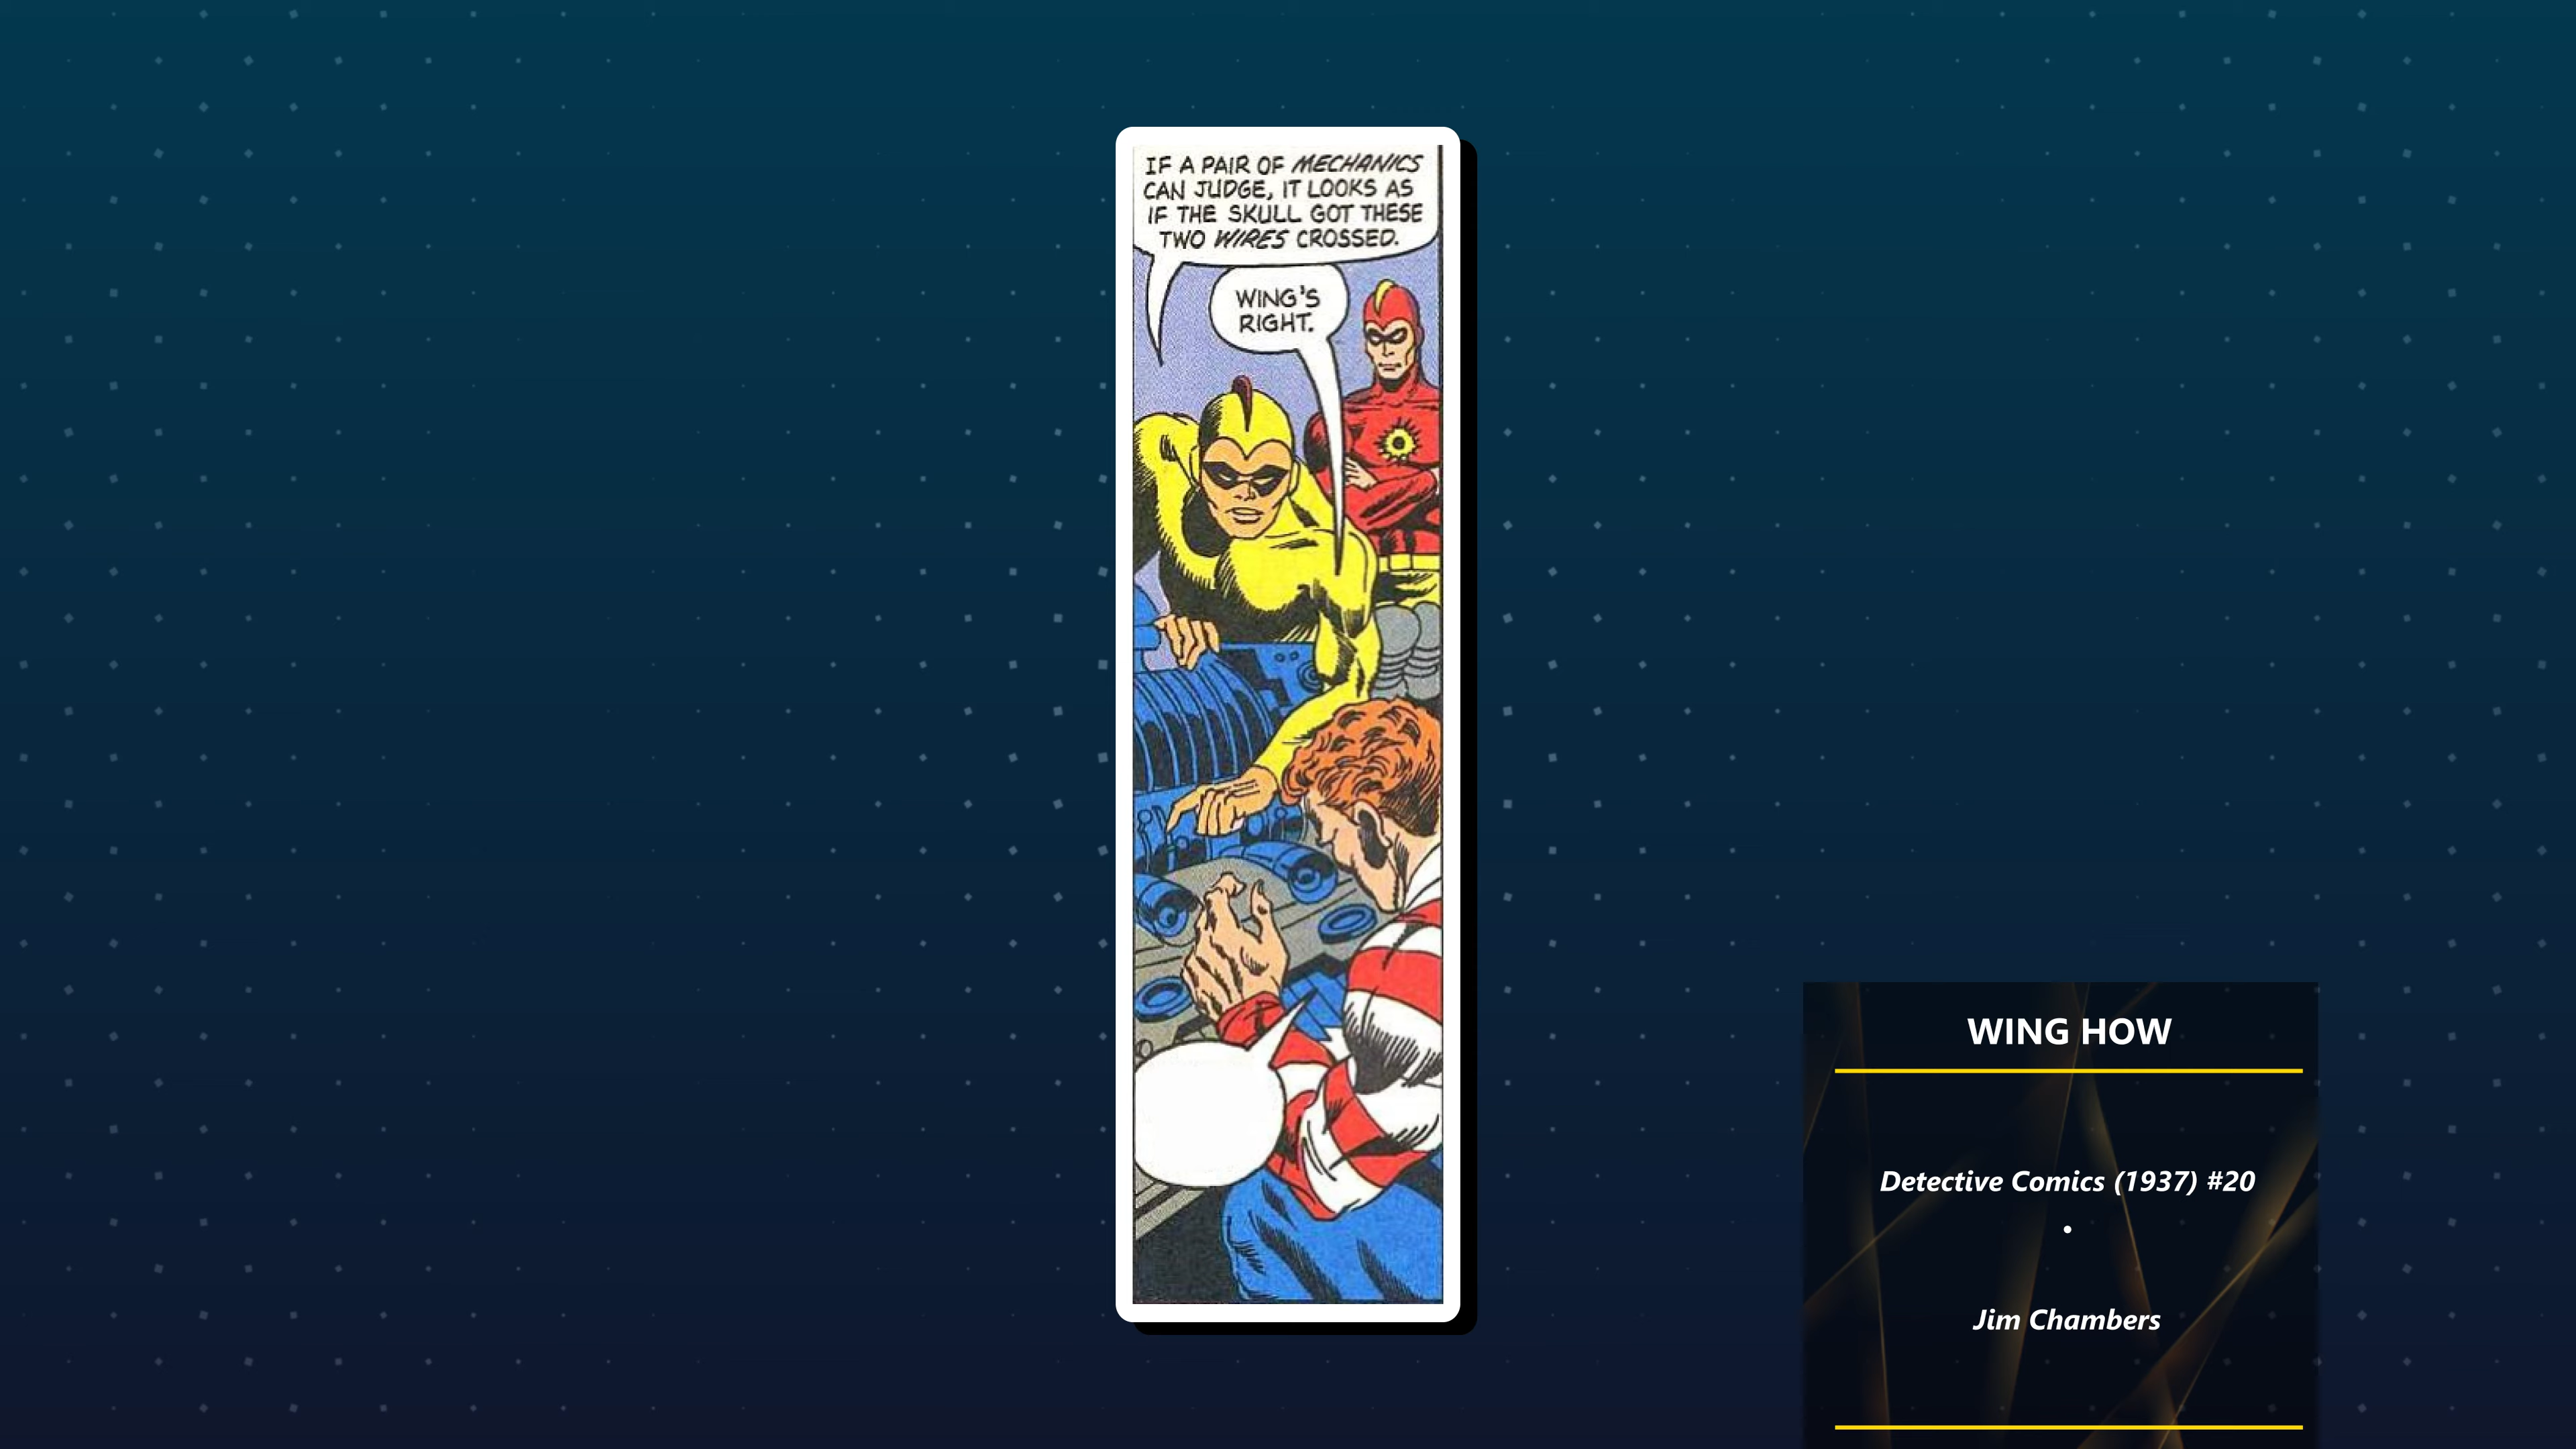 IF A PAIR OF MECHANICS
CAN JUDGE, IT LOOKS AS
IF THE SKULL GOT THESE
TWO WIRES CROSSED.
WING'S
RIGHT.
WING HOW
Detective Comics (1937) #20
•
Jim Chambers